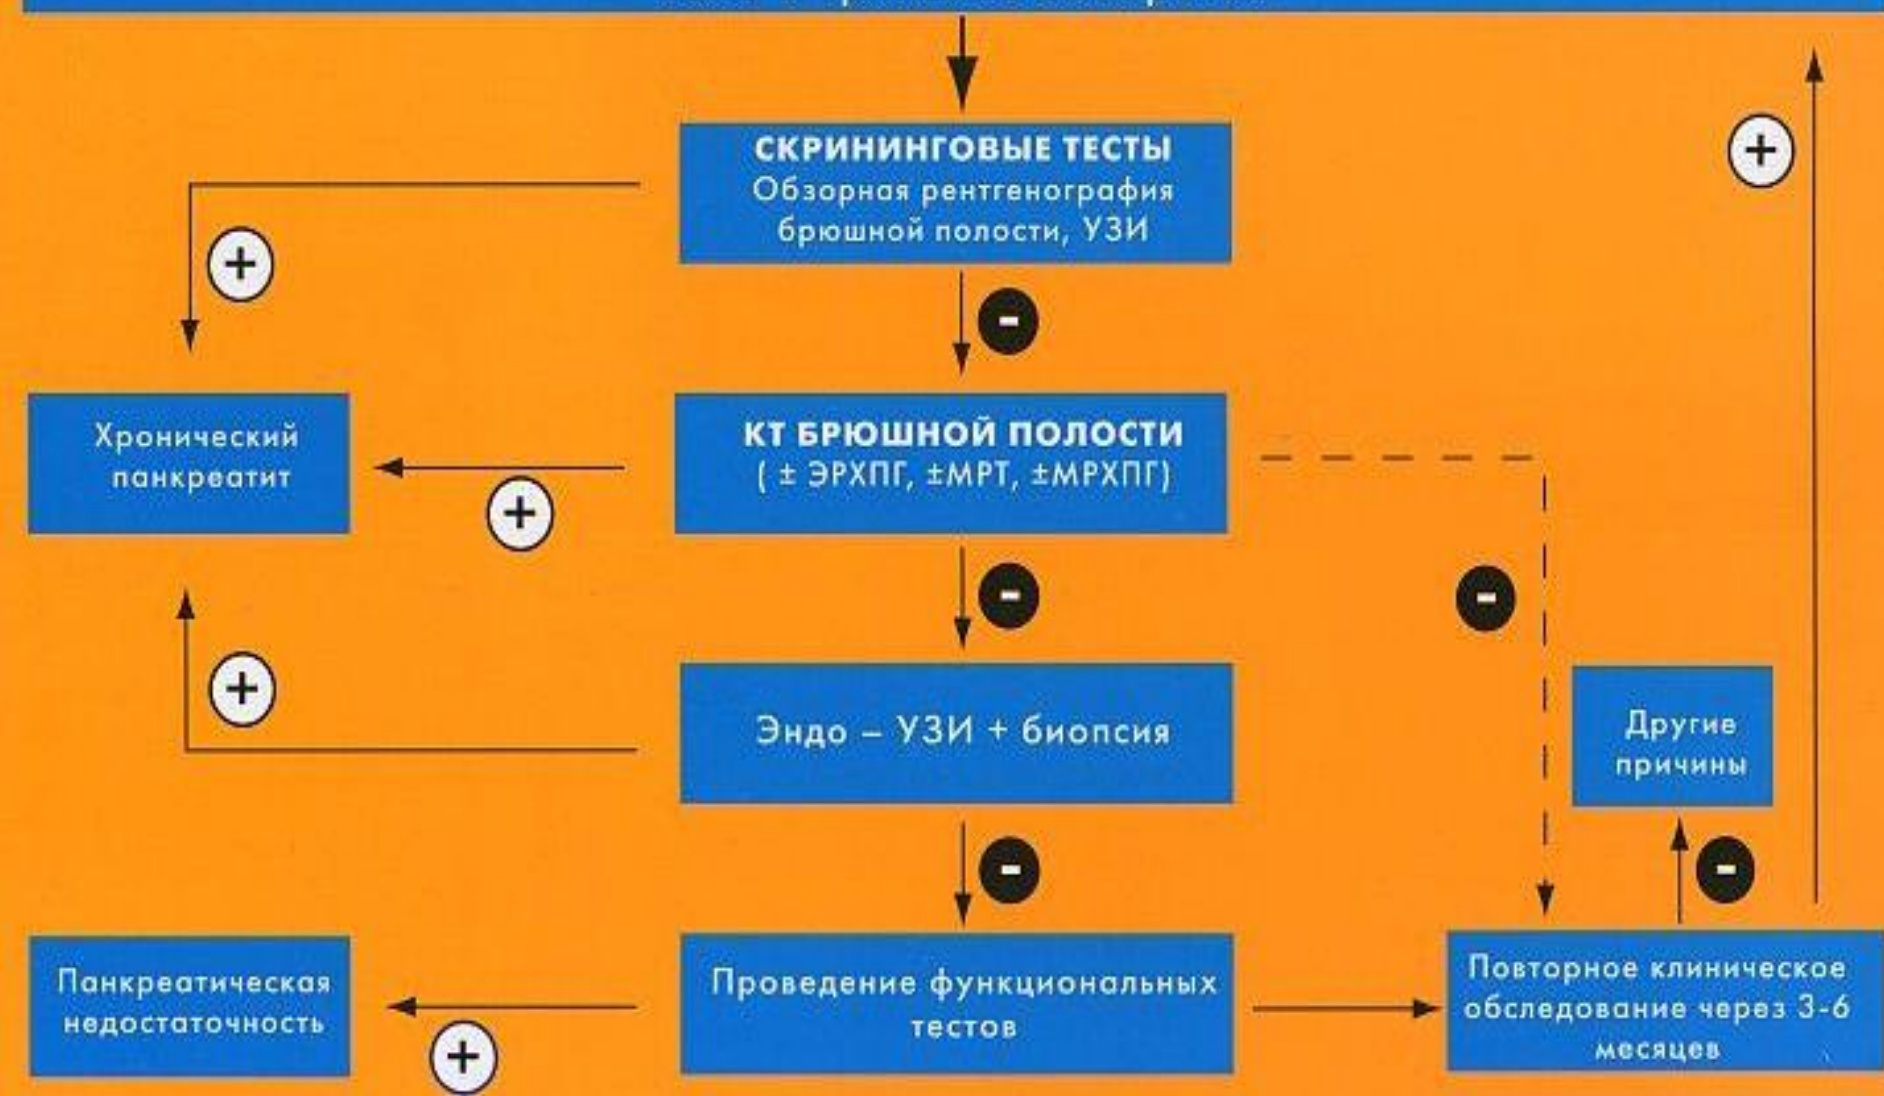 СКРИНИНГОВЫЕ ТЕСТЫ
Обзорная рентгенография
брюшной полости, УЗИ
+
+
-
Хронический
панкреатит
КТ БРЮШНОЙ ПОЛОСТИ
( ± ЭРХПГ, ±МРТ, ±МРХПГ)
+
-
-
+
Эндо – УЗИ + биопсия
Другие
причины
-
-
Панкреатическая
недостаточность
Проведение функциональных
тестов
Повторное клиническое
обследование через 3-6
месяцев
+